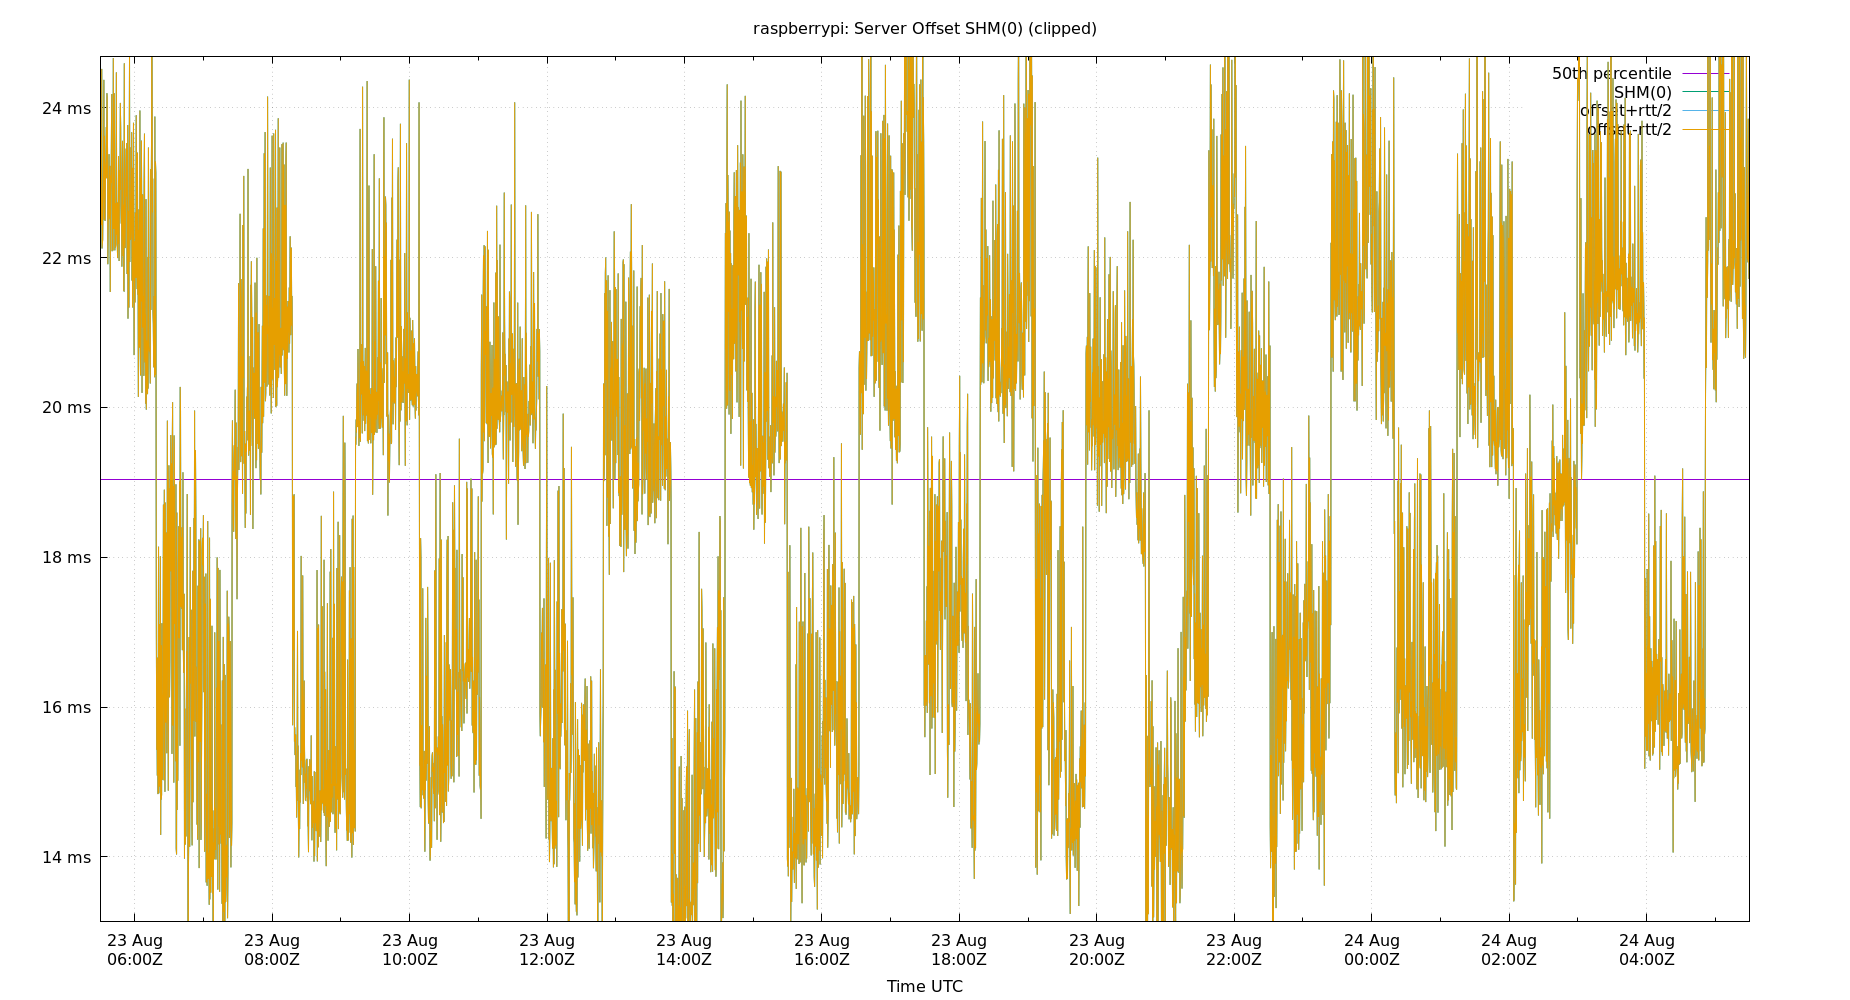 raspberrypi: Server Offset SHM(0) (clipped)
50th percentile
SHM(0)
offset+rtt/2
offset-rtt/2
24 ms
22 ms
20 ms
18 ms
16 ms
14 ms
23 Aug 23 Aug 23 Aug 23 Aug 23 Aug 23 Aug 23 Aug 23 Aug 23 Aug 24 Aug 24 Aug 24 Aug
06:00Z 08:00Z 10:00Z 12:00Z 14:00Z 16:00Z 18:00Z 20:00Z 22:00Z 00:00Z 02:00Z 04:00Z
Time UTC